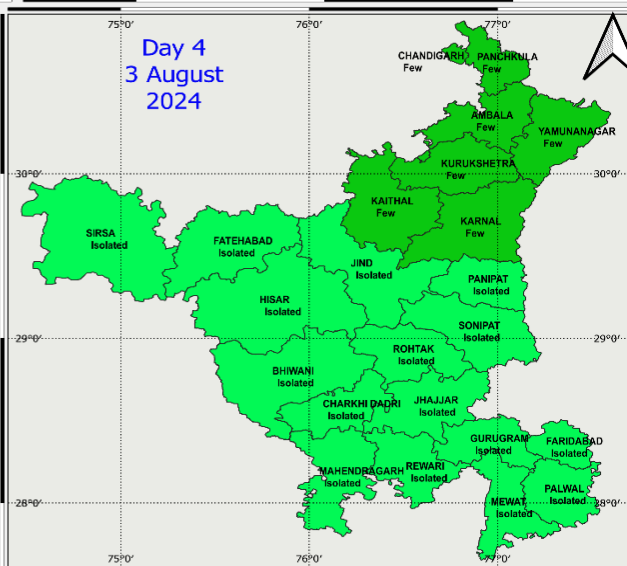 75°0'
76°0'
77°0'
Day 4
3 August
2024
CHANDIGARH
Few
PANCHKULA
Few
AMBALA
Few
YAMUNANAGAR
Few
30°0'
30°0'
KURUKSHETRA
Few
KAITHAL
Few
KARNAL
Few
SIRSA
Isolated
FATEHABAD
Isolated
JIND
Isolated
PANIPAT
Isolated
HISAR
Isolated
SONIPAT
Isolated
29°0'
29°0'
ROHTAK
Isolated
BHIWANI
Isolated
CHARKHI DADRI
Isolated
JHAJJAR
Isolated
GURUGRAM
Isolated
FARIDABAD
Isolated
MAHENDRAGARH
Isolated
REWARI
Isolated
PALWAL
Isolated
MEWAT
Isolated
28°0'
28°0'
75°0'
76°0'
77°0'